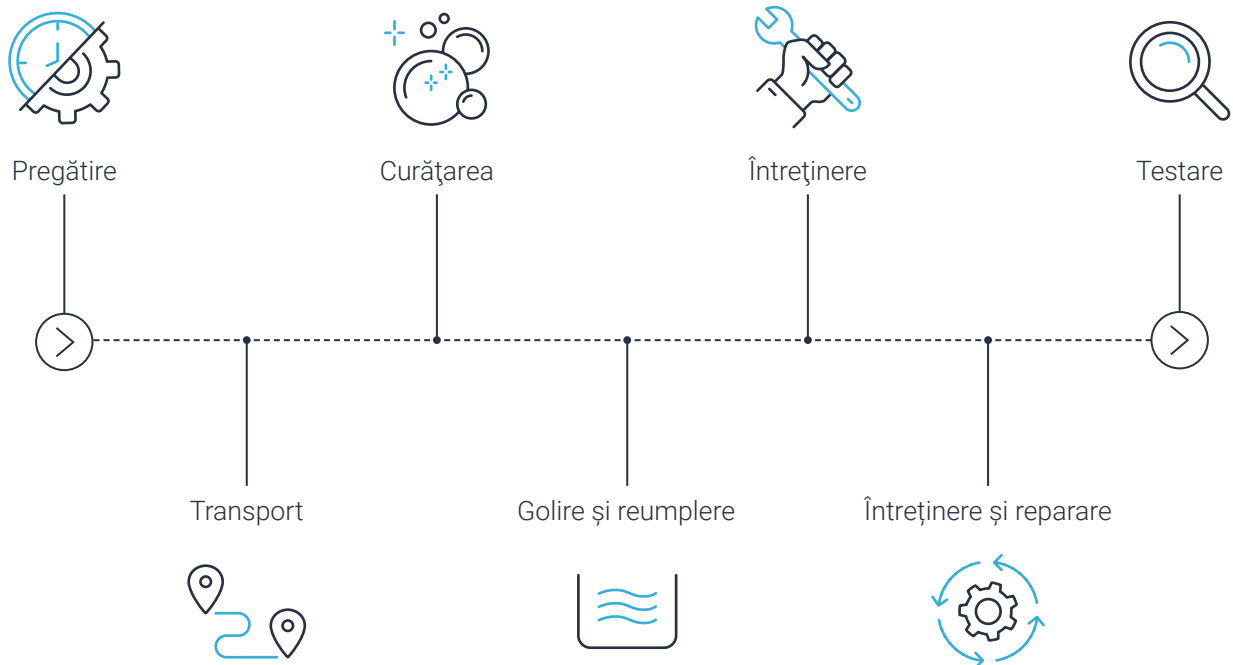 Pregătire
Curăţarea
Întreţinere
Testare
Transport
Golire și reumplere
Întreținere și reparare